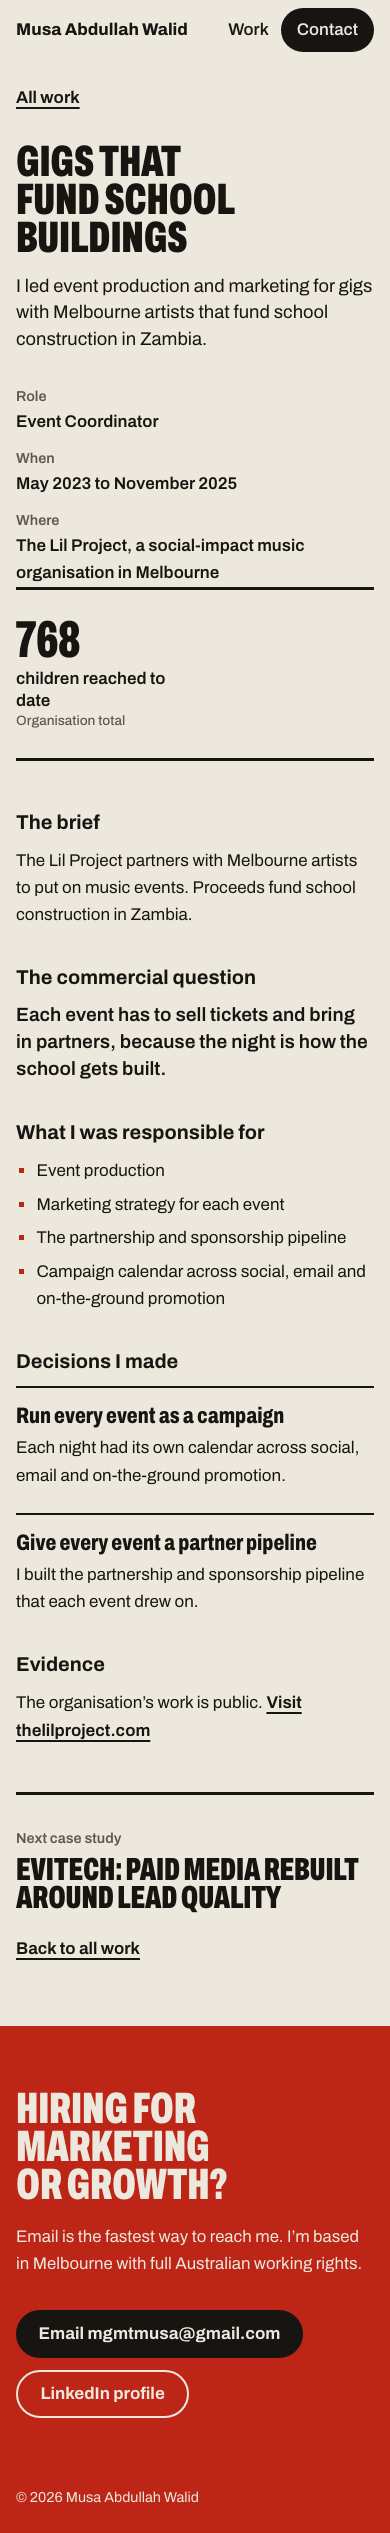 Musa Abdullah Walid Work Contact
All work
GIGS THAT
FUND SCHOOL
BUILDINGS
I led event production and marketing for gigs
with Melbourne artists that fund school
construction in Zambia.
Role
Event Coordinator
When
May 2023 to November 2025
Where
The Lil Project, a social-impact music
organisation in Melbourne
768
children reached to
date
Organisation total
The brief
The Lil Project partners with Melbourne artists
to put on music events. Proceeds fund school
construction in Zambia.
The commercial question
Each event has to sell tickets and bring
in partners, because the night is how the
school gets built.
What I was responsible for
Event production
Marketing strategy for each event
The partnership and sponsorship pipeline
Campaign calendar across social, email and
on-the-ground promotion
Decisions I made
Run every event as a campaign
Each night had its own calendar across social,
email and on-the-ground promotion.
Give every event a partner pipeline
I built the partnership and sponsorship pipeline
that each event drew on.
Evidence
The organisation’s work is public. Visit
thelilproject.com
Next case study
EVITECH: PAID MEDIA REBUILT
AROUND LEAD QUALITY
Back to all work
HIRING FOR
MARKETING
OR GROWTH?
Email is the fastest way to reach me. I’m based
in Melbourne with full Australian working rights.
Email mgmtmusa@gmail.com
LinkedIn profile
© 2026 Musa Abdullah Walid